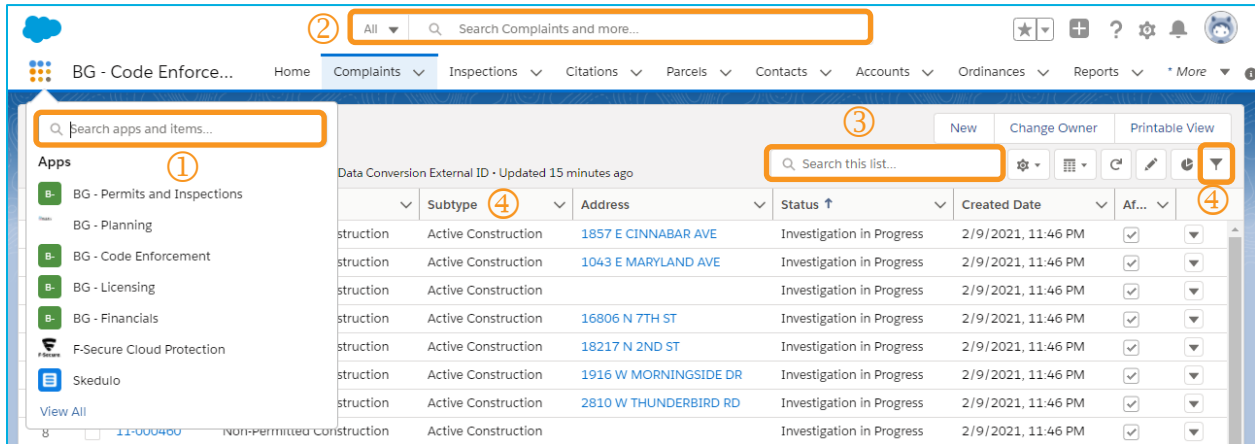 ② All Search Complaints and more...
BG - Code Enforce... Home Complaints Inspections Citations Parcels Contacts Accounts Ordinances Reports * More
Search apps and items...
①
Apps
B- BG - Permits and Inspections
BG - Planning
B- BG - Code Enforcement
B- BG - Licensing
B- BG - Financials
F-Secure F-Secure Cloud Protection
Skedulo
View All
③ New Change Owner Printable View
Search this list...
Data Conversion External ID • Updated 15 minutes ago
Subtype ④ Address Status ↑ Created Date Af... ④
struction Active Construction 1857 E CINNABAR AVE Investigation in Progress 2/9/2021, 11:46 PM
struction Active Construction 1043 E MARYLAND AVE Investigation in Progress 2/9/2021, 11:46 PM
struction Active Construction Investigation in Progress 2/9/2021, 11:46 PM
struction Active Construction 16806 N 7TH ST Investigation in Progress 2/9/2021, 11:46 PM
struction Active Construction 18217 N 2ND ST Investigation in Progress 2/9/2021, 11:46 PM
struction Active Construction 1916 W MORNINGSIDE DR Investigation in Progress 2/9/2021, 11:46 PM
struction Active Construction 2810 W THUNDERBIRD RD Investigation in Progress 2/9/2021, 11:46 PM
8 11-000460 Non-Permitted Construction Active Construction Investigation in Progress 2/9/2021, 11:46 PM